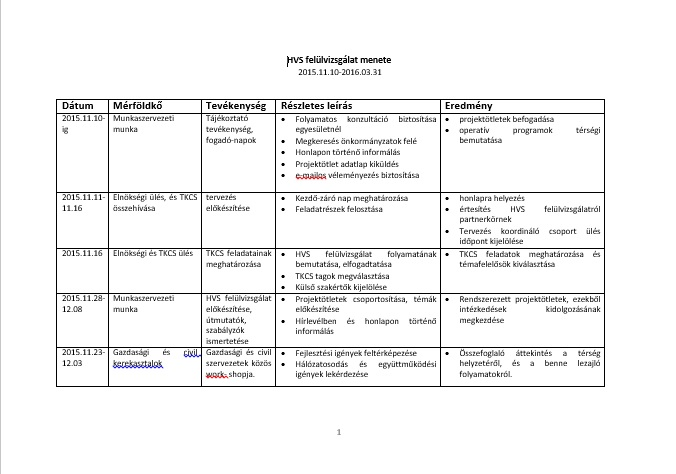 HVS felülvizsgálat menete
2015.11.10-2016.03.31
Dátum Mérföldkő Tevékenység Részletes leírás Eredmény
2015.11.10-
ig
Munkaszervezeti
munka
Tájékoztató
tevékenység,
fogadó-napok
• Folyamatos konzultáció biztosítása
egyesületnél
• Megkeresés önkormányzatok felé
• Honlapon történő informálás
• Projektötlet adatlap kiküldés
• e-mailos véleményezés biztosítása
• projektötletek befogadása
• operatív programok térségi
bemutatása
2015.11.11-
11.16
Elnökségi ülés, és TKCS
összehívása
tervezés
előkészítése
• Kezdő-záró nap meghatározása
• Feladatrészek felosztása
• honlapra helyezés
• értesítés HVS felülvizsgálatról
partnerkörnek
• Tervezés koordináló csoport ülés
időpont kijelölése
2015.11.16
Elnökségi és TKCS ülés
TKCS feladatainak
meghatározása
• HVS felülvizsgálat folyamatának
bemutatása, elfogadtatása
• TKCS tagok megválasztása
• Külső szakértők kijelölése
• TKCS feladatok meghatározása és
témafelelősök kiválasztása
2015.11.28-
12.08
Munkaszervezeti
munka
HVS felülvizsgálat
előkészítése,
útmutatók,
szabályzók
ismertetése
• Projektötletek csoportosítása, témák
előkészítése
• Hírlevélben és honlapon történő
informálás
• Rendszerezett projektötletek, ezekből
intézkedések kidolgozásának
megkezdése
2015.11.23-
12.03
Gazdasági és civil
kerekasztalok
Gazdasági és civil
szervezetek közös
work- shopja.
• Fejlesztési igények feltérképezése
• Hálózatosodás és együttműködési
igények lekérdezése
• Összefoglaló áttekintés a térség
helyzetéről, és a benne lezajló
folyamatokról.
1